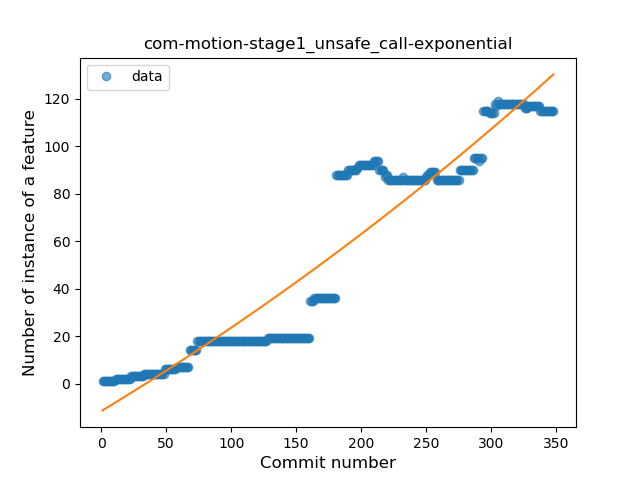 com-motion-stage1_unsafe_call-exponential
data
Number of instance of a feature
120
100
80
60
40
20
0
0 50 100 150 200 250 300 350
Commit number